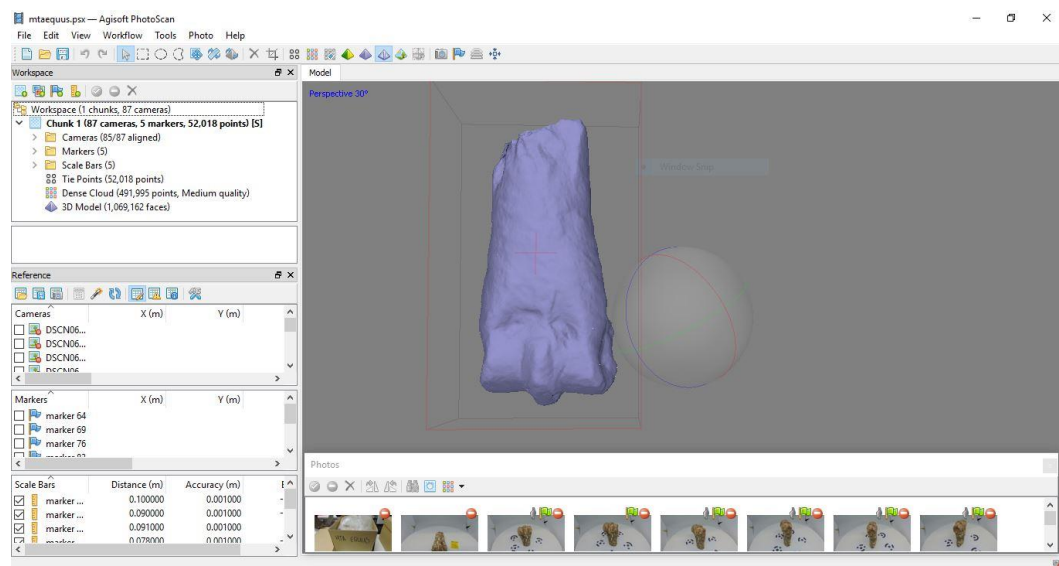 mtaequus.psx — Agisoft PhotoScan
File Edit View Workflow Tools Photo Help
Workspace
Model
Perspective 30°
Workspace (1 chunks, 87 cameras)
Chunk 1 (87 cameras, 5 markers, 52,018 points) [S]
Cameras (85/87 aligned)
Markers (5)
Scale Bars (5)
Tie Points (52,018 points)
Dense Cloud (491,995 points, Medium quality)
3D Model (1,069,162 faces)
Window Snip
Reference
Cameras X (m) Y (m)
DSCN06...
DSCN06...
DSCN06...
DSCN06...
Markers X (m) Y (m)
marker 64
marker 69
marker 76
Scale Bars Distance (m) Accuracy (m)
marker ... 0.100000 0.001000
marker ... 0.090000 0.001000
marker ... 0.091000 0.001000
marker 0.078000 0.001000
Photos